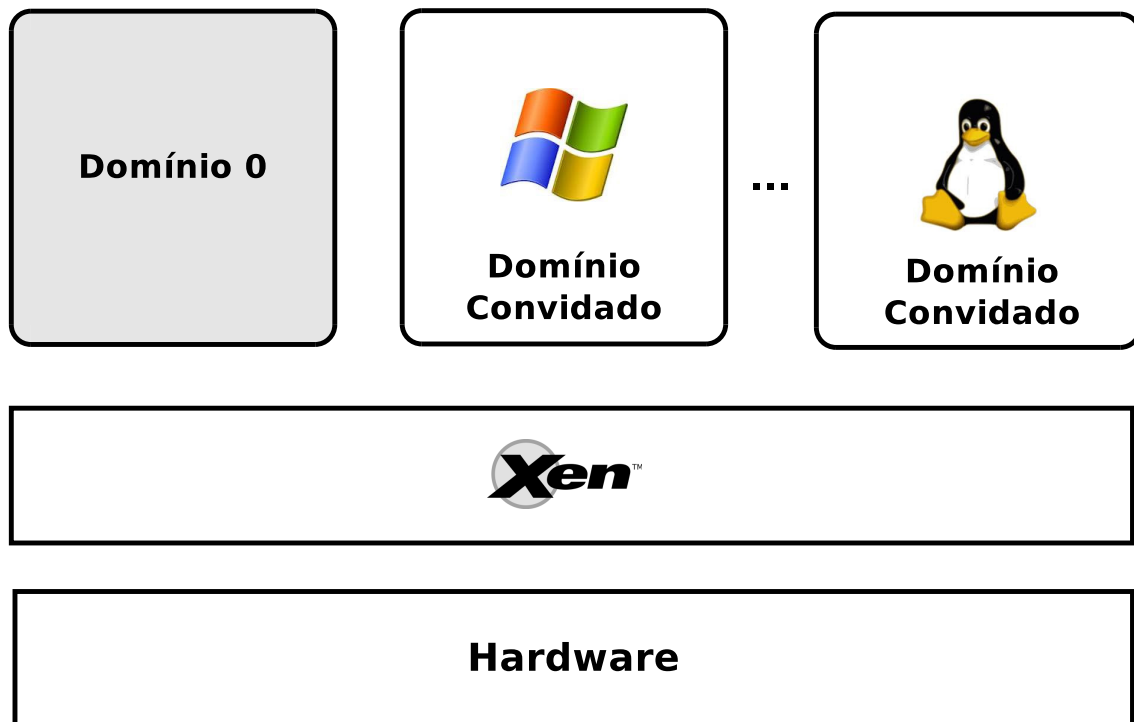 Domínio 0
Domínio
Convidado
...
Domínio
Convidado
Xen™
Hardware